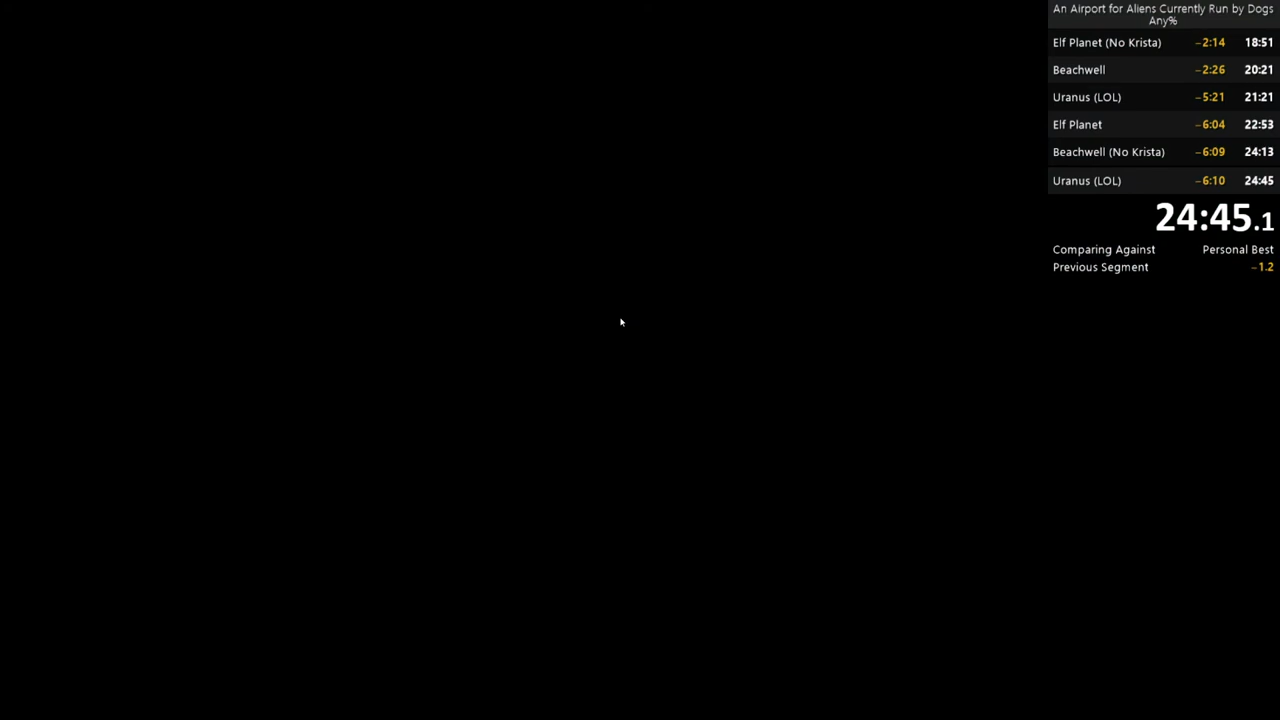 An Airport for Aliens Currently Run by Dogs
Any%
Elf Planet (No Krista) −2:14 18:51
Beachwell −2:26 20:21
Uranus (LOL) −5:21 21:21
Elf Planet −6:04 22:53
Beachwell (No Krista) −6:09 24:13
Uranus (LOL) −6:10 24:45
24:45.1
Comparing Against Personal Best
Previous Segment −1.2